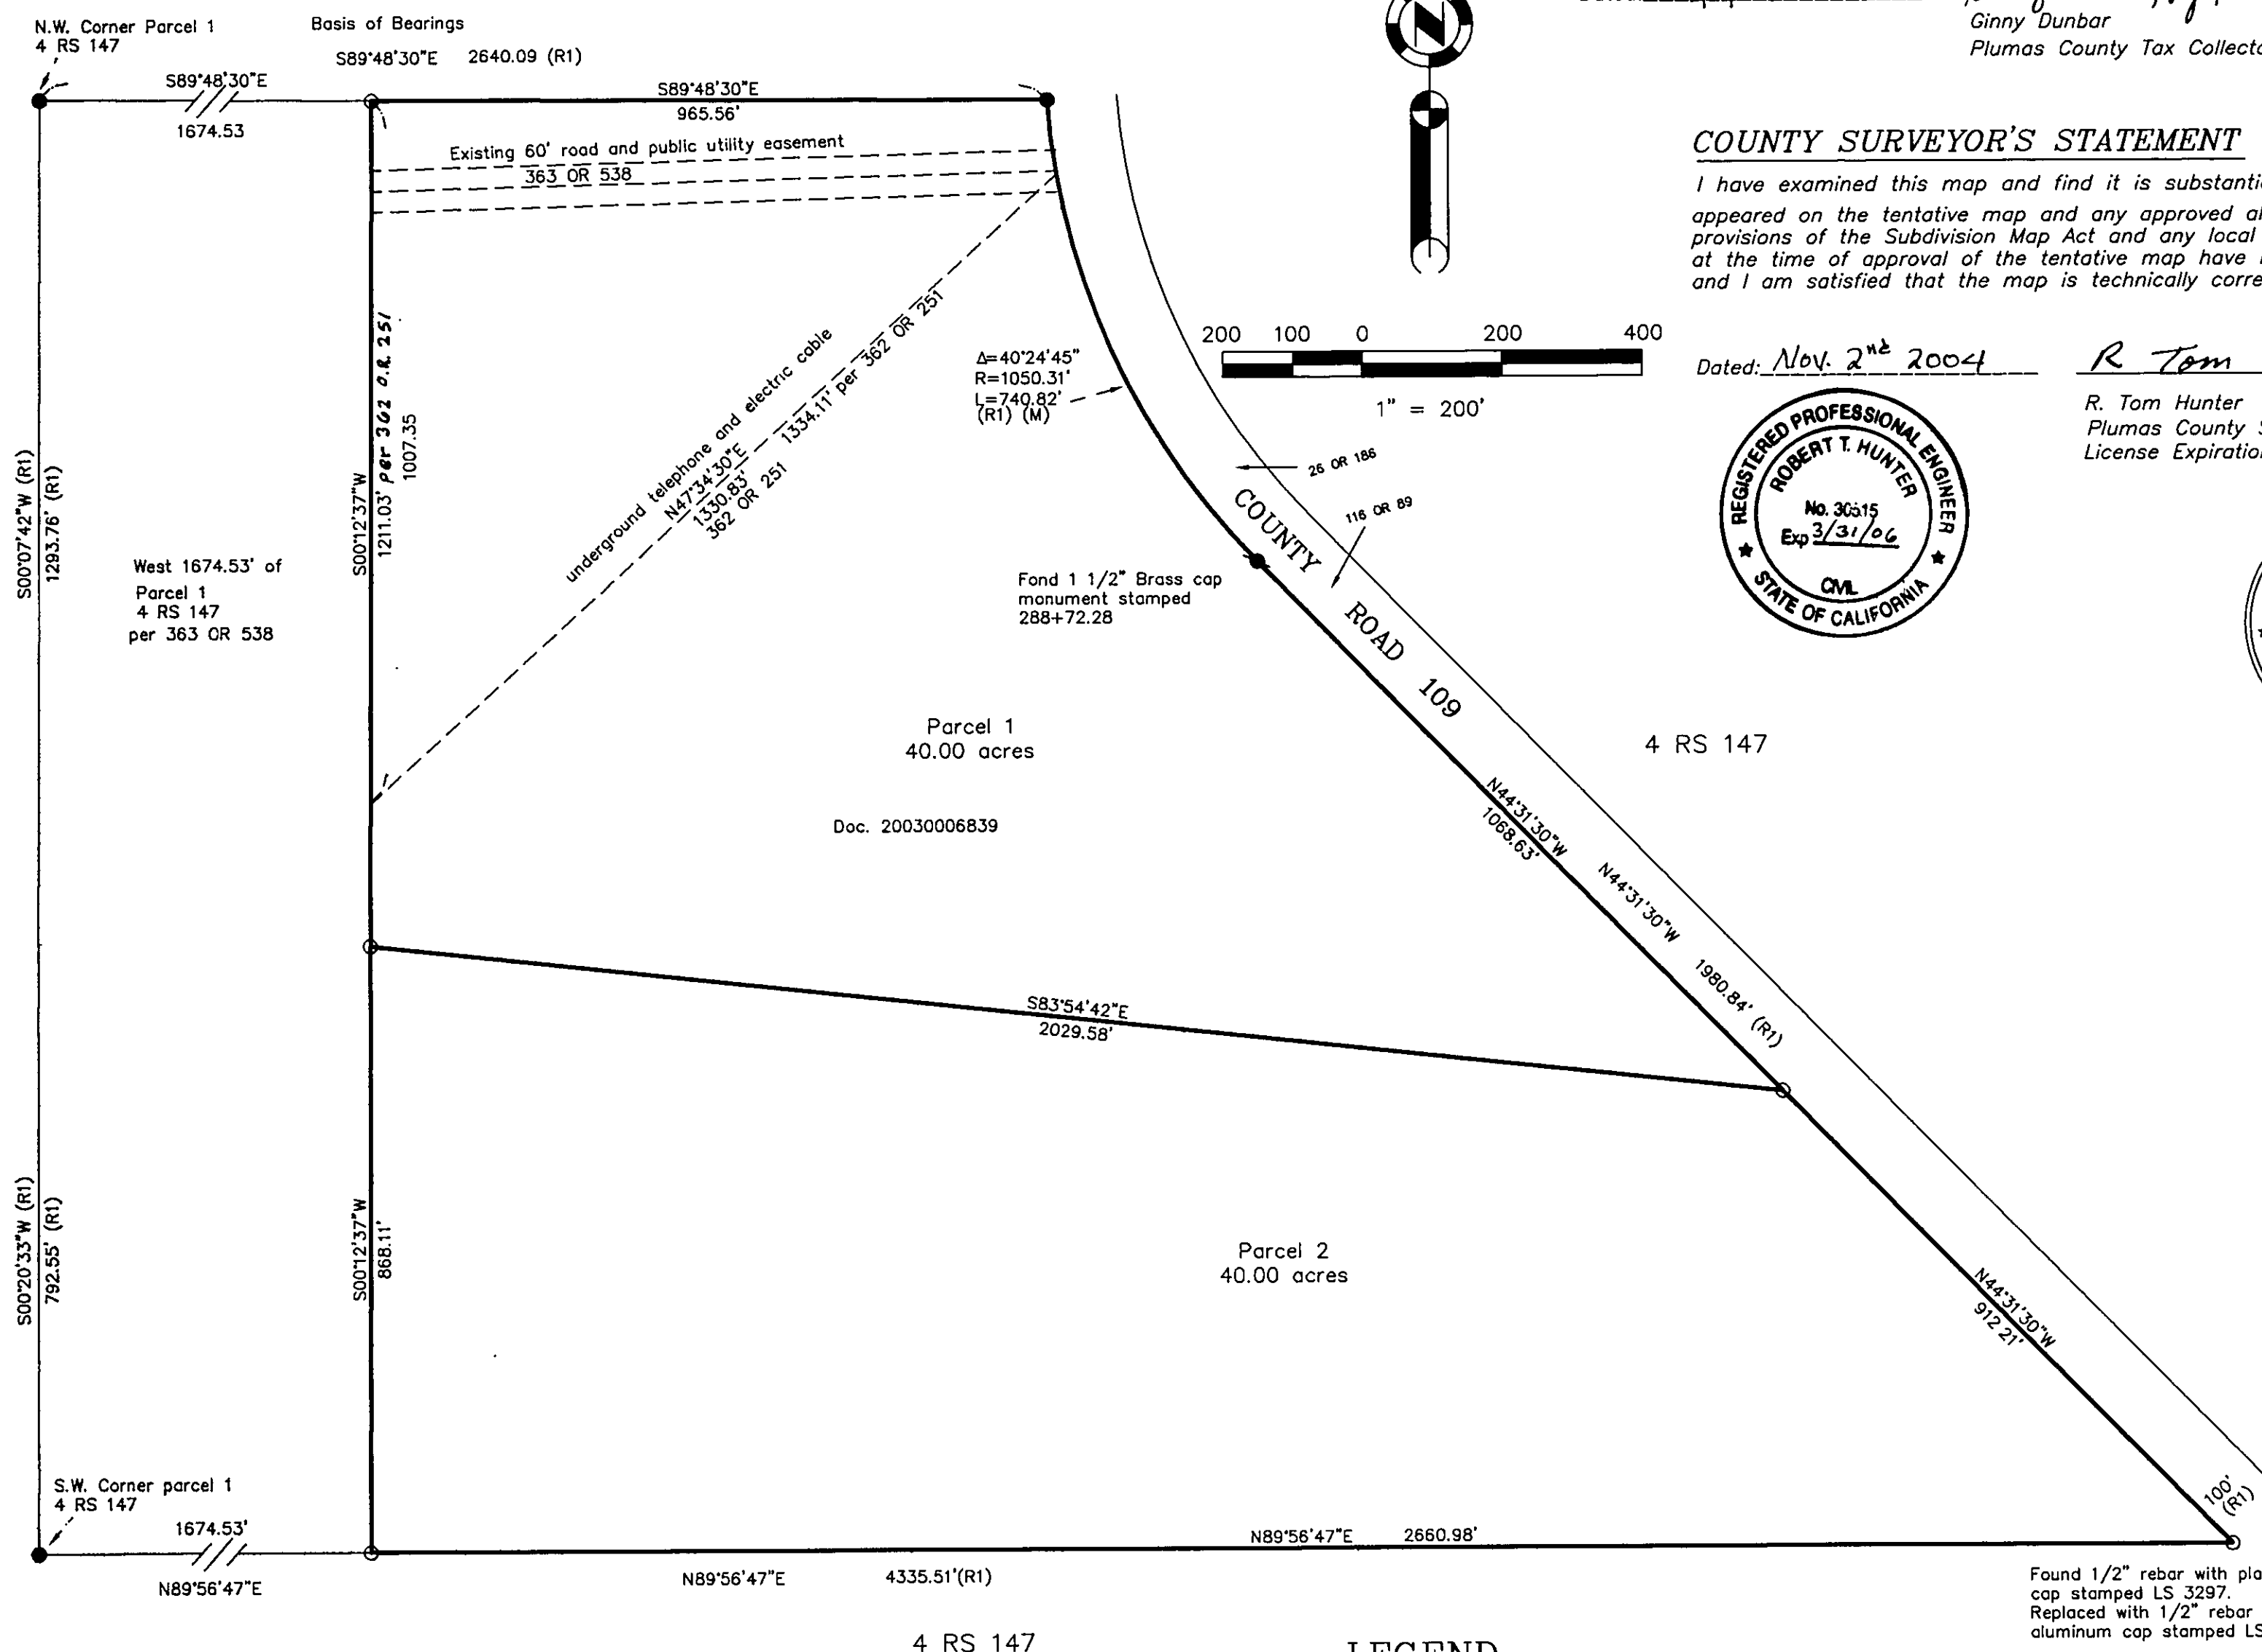 N.W. Corner Parcel 1
4 RS 147
Basis of Bearings
S89°48'30"E 2640.09 (R1)
S89°48'30"E
1674.53
S89°48'30"E
965.56'
Existing 60' road and public utility easement
363 OR 538
Ginny Dunbar
Plumas County Tax
COUNTY SURVEYOR'S STATEMENT
I have examined this map and find it is
appeared on the tentative map and any approved
provisions of the Subdivision Map Act and any local
at the time of approval of the tentative map have
and I am satisfied that the map is technically
200 100 0 200 400
1" = 200'
Dated: Nov. 2nd 2004 R Tom
R. Tom Hunter
Plumas County
License
REGISTERED PROFESSIONAL ENGINEER
ROBERT T. HUNTER
No. 30515
Exp 3/31/06
CIVIL
STATE OF CALIFORNIA
Δ=40°24'45"
R=1050.31'
L=740.82'
(R1) (M)
underground telephone and electric cable
N47°34'30"E
1330.83'
362 OR 251
1334.11' per 362 OR 251
S00°12'37"W
1211.03' per 362 O.R. 251
1007.35
S00°07'42"W (R1)
1293.76' (R1)
West 1674.53' of
Parcel 1
4 RS 147
per 363 OR 538
26 OR 186
116 OR 89
COUNTY ROAD 109
Fond 1 1/2" Brass cap
monument stamped
288+72.28
Parcel 1
40.00 acres
4 RS 147
Doc. 20030006839
N44°31'30"W
1068.63'
N44°31'30"W 1980.84' (R1)
S83°54'42"E
2029.58'
S00°20'33"W (R1)
792.55' (R1)
S00°12'37"W
868.11'
Parcel 2
40.00 acres
N44°31'30"W
912.21'
100'
(R1)
S.W. Corner parcel 1
4 RS 147
1674.53'
N89°56'47"E
N89°56'47"E 2660.98'
N89°56'47"E 4335.51'(R1)
Found 1/2" rebar with
cap stamped LS 3297.
Replaced with 1/2" rebar
aluminum cap stamped LS
4 RS 147
LEGEND